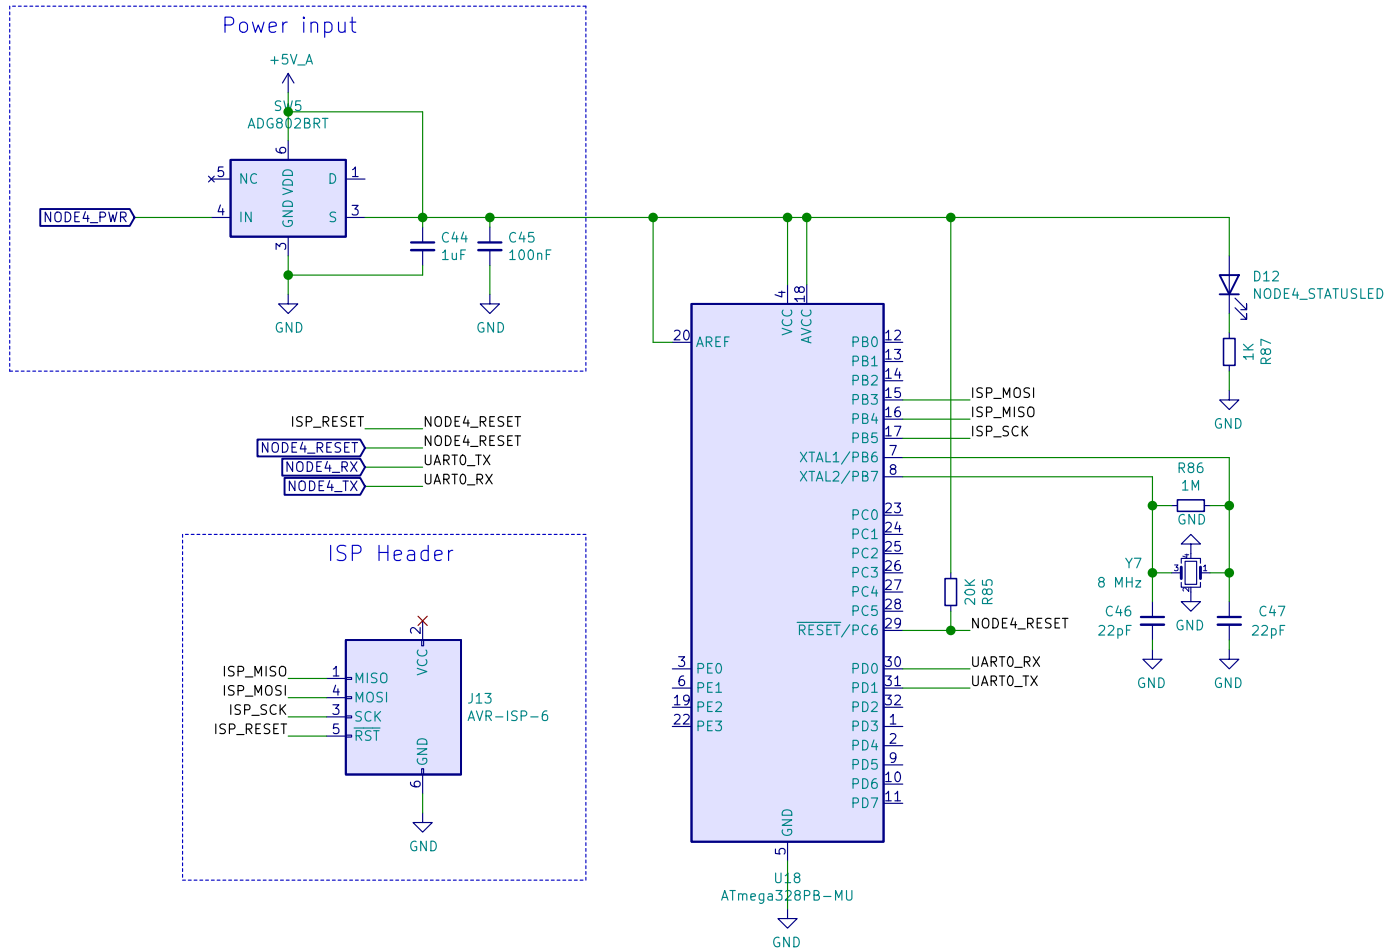 Power input
+5V_A
SW5
ADG802BRT
6
5
NC
VDD
D
1
NODE4_PWR
4
IN
GND
S
3
3
C44
1uF
C45
100nF
GND
GND
D12
NODE4_STATUSLED
1K
R87
GND
4
18
VCC
AVCC
20
AREF
PB0
12
PB1
13
PB2
14
PB3
15
ISP_MOSI
PB4
16
ISP_MISO
PB5
17
ISP_SCK
XTAL1/PB6
7
XTAL2/PB7
8
PC0
23
PC1
24
PC2
25
PC3
26
PC4
27
PC5
28
RESET/PC6
29
NODE4_RESET
3
PE0
PD0
30
UART0_RX
6
PE1
PD1
31
UART0_TX
19
PE2
PD2
32
22
PE3
PD3
1
PD4
2
PD5
9
PD6
10
PD7
11
GND
5
U18
ATmega328PB-MU
GND
20K
R85
R86
1M
GND
4
Y7
8 MHz
3
1
2
GND
C46
22pF
C47
22pF
GND
GND
ISP_RESET
NODE4_RESET
NODE4_RESET
NODE4_RESET
NODE4_RX
UART0_TX
NODE4_TX
UART0_RX
ISP Header
2
VCC
ISP_MISO
1
MISO
ISP_MOSI
4
MOSI
ISP_SCK
3
SCK
ISP_RESET
5
RST
J13
AVR-ISP-6
GND
6
GND